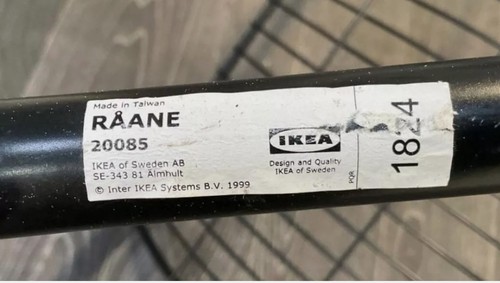 Made in Taiwan
RÅANE
20085
IKEA of Sweden AB
SE-343 81 Älmhult
© Inter IKEA Systems B.V. 1999
IKEA
Design and Quality
IKEA of Sweden
PQR
1824